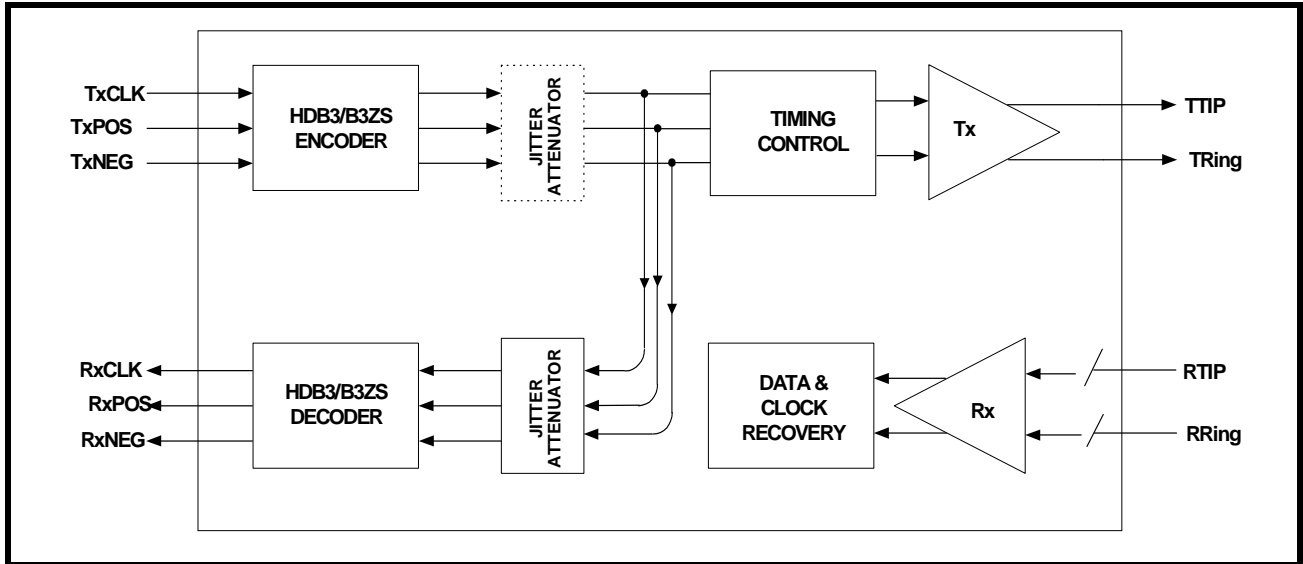 TxCLK
TxPOS
TxNEG
HDB3/B3ZS
ENCODER
JITTER
ATTENUATOR
TIMING
CONTROL
Tx
TTIP
TRing
RxCLK
RxPOS
RxNEG
HDB3/B3ZS
DECODER
JITTER
ATTENUATOR
DATA &
CLOCK
RECOVERY
Rx
RTIP
RRing